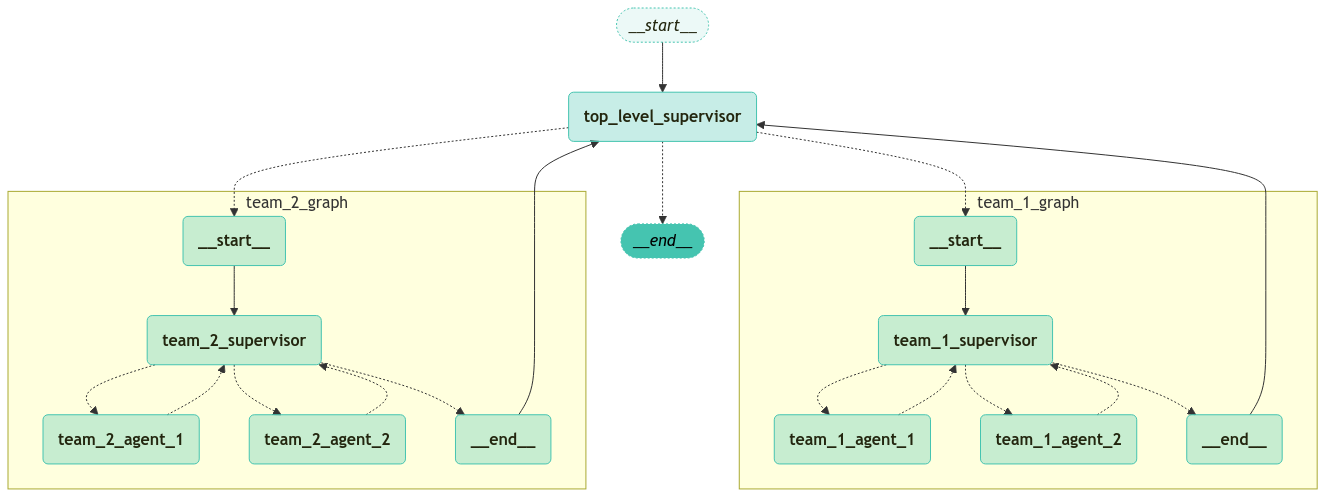 __start__
top_level_supervisor
team_2_graph
__start__
team_2_supervisor
team_2_agent_1
team_2_agent_2
__end__
__end__
team_1_graph
__start__
team_1_supervisor
team_1_agent_1
team_1_agent_2
__end__